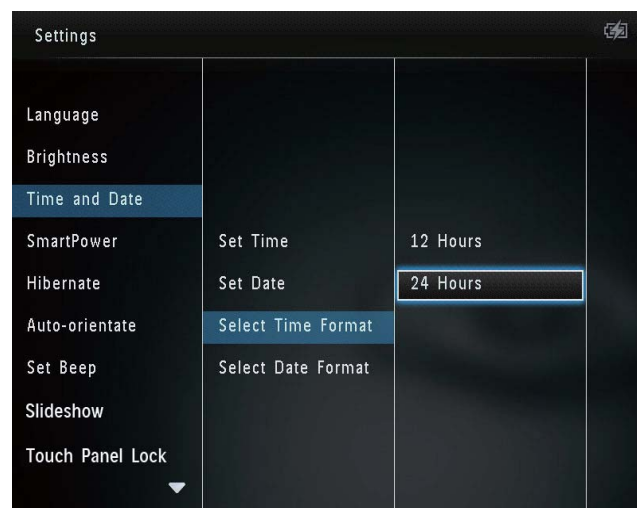 Settings
Language
Brightness
Time and Date
SmartPower
Hibernate
Auto-orientate
Set Beep
Slideshow
Touch Panel Lock
Set Time
Set Date
Select Time Format
Select Date Format
12 Hours
24 Hours